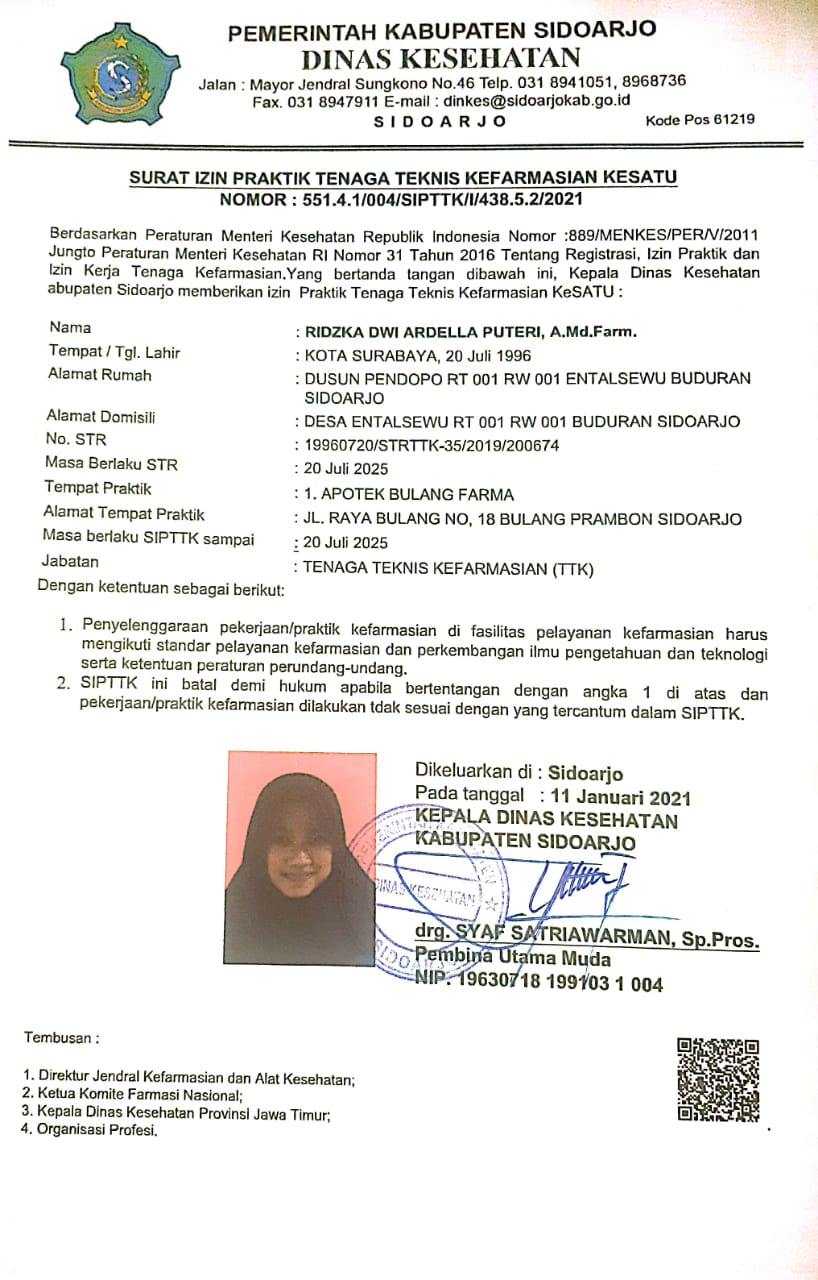 PEMERINTAH KABUPATEN SIDOARJO
DINAS KESEHATAN
Jalan : Mayor Jendral Sungkono No.46 Telp. 031 8941051, 8968736
Fax. 031 8947911 E-mail : dinkes@sidoarjokab.go.id
S I D O A R J O
Kode Pos 61219
SURAT IZIN PRAKTIK TENAGA TEKNIS KEFARMASIAN KESATU
NOMOR : 551.4.1/004/SIPTTK/I/438.5.2/2021
Berdasarkan Peraturan Menteri Kesehatan Republik Indonesia Nomor :889/MENKES/PER/V/2011
Jungto Peraturan Menteri Kesehatan RI Nomor 31 Tahun 2016 Tentang Registrasi, Izin Praktik dan
Izin Kerja Tenaga Kefarmasian.Yang bertanda tangan dibawah ini, Kepala Dinas Kesehatan
abupaten Sidoarjo memberikan izin Praktik Tenaga Teknis Kefarmasian KeSATU :
Nama : RIDZKA DWI ARDELLA PUTERI, A.Md.Farm.
Tempat / Tgl. Lahir : KOTA SURABAYA, 20 Juli 1996
Alamat Rumah : DUSUN PENDOPO RT 001 RW 001 ENTALSEWU BUDURAN
SIDOARJO
Alamat Domisili : DESA ENTALSEWU RT 001 RW 001 BUDURAN SIDOARJO
No. STR : 19960720/STRTTK-35/2019/200674
Masa Berlaku STR : 20 Juli 2025
Tempat Praktik : 1. APOTEK BULANG FARMA
Alamat Tempat Praktik : JL. RAYA BULANG NO, 18 BULANG PRAMBON SIDOARJO
Masa berlaku SIPTTK sampai : 20 Juli 2025
Jabatan : TENAGA TEKNIS KEFARMASIAN (TTK)
Dengan ketentuan sebagai berikut:
1. Penyelenggaraan pekerjaan/praktik kefarmasian di fasilitas pelayanan kefarmasian harus
mengikuti standar pelayanan kefarmasian dan perkembangan ilmu pengetahuan dan teknologi
serta ketentuan peraturan perundang-undang.
2. SIPTTK ini batal demi hukum apabila bertentangan dengan angka 1 di atas dan
pekerjaan/praktik kefarmasian dilakukan tdak sesuai dengan yang tercantum dalam SIPTTK.
Dikeluarkan di : Sidoarjo
Pada tanggal : 11 Januari 2021
KEPALA DINAS KESEHATAN
KABUPATEN SIDOARJO
DINAS KESEHATAN
drg. SYAF SATRIAWARMAN, Sp.Pros.
Pembina Utama Muda
NIP. 19630718 199103 1 004
Tembusan :
1. Direktur Jendral Kefarmasian dan Alat Kesehatan;
2. Ketua Komite Farmasi Nasional;
3. Kepala Dinas Kesehatan Provinsi Jawa Timur;
4. Organisasi Profesi.